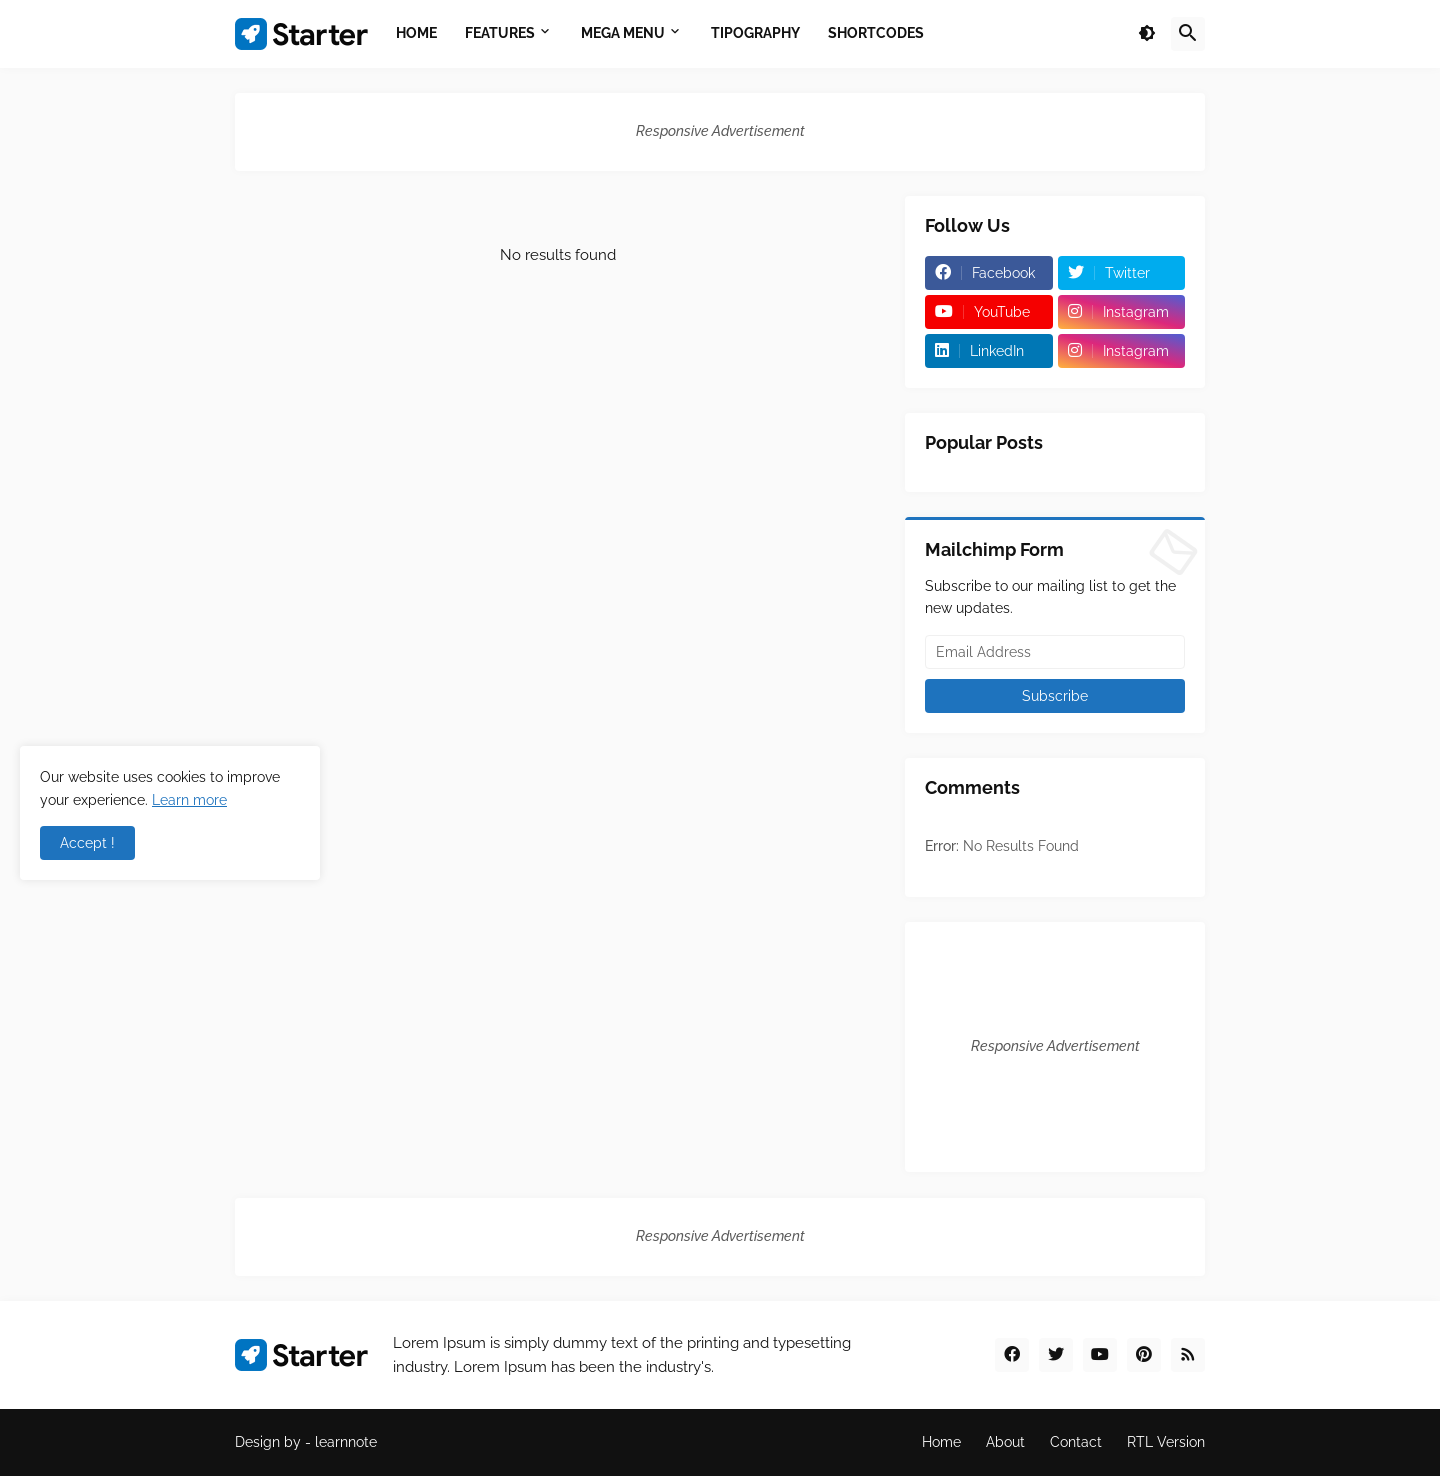 Starter
HOME
FEATURES
MEGA MENU
TIPOGRAPHY
SHORTCODES
Responsive Advertisement
No results found
Follow Us
Facebook
Twitter
YouTube
Instagram
LinkedIn
Instagram
Popular Posts
Mailchimp Form
Subscribe to our mailing list to get the
new updates.
Email Address
Subscribe
Our website uses cookies to improve
your experience. Learn more
Accept !
Comments
Error: No Results Found
Responsive Advertisement
Responsive Advertisement
Starter
Lorem Ipsum is simply dummy text of the printing and typesetting
industry. Lorem Ipsum has been the industry's.
Design by - learnnote
Home
About
Contact
RTL Version